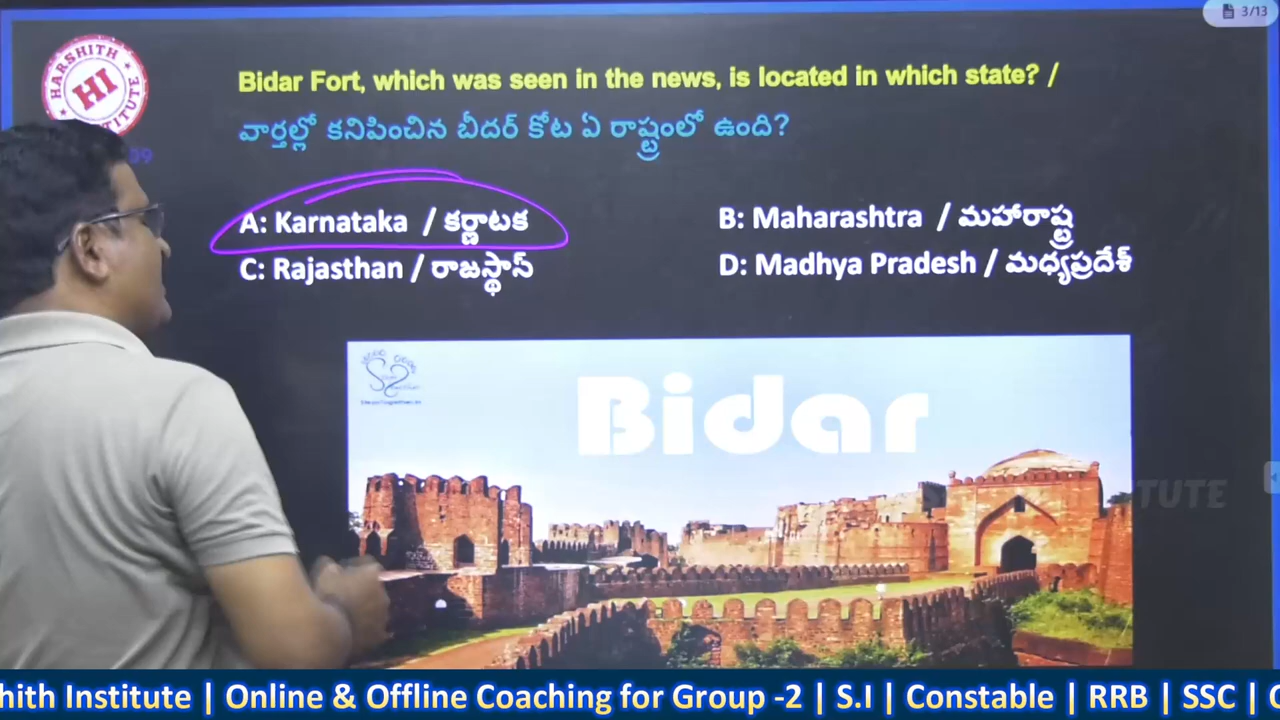 3/13
HARSHITH
HI
Bidar Fort, which was seen in the news, is located in which state? /
వార్తల్లో కనిపించిన బీదర్ కోట ఏ రాష్ట్రంలో ఉంది?
A: Karnataka / కర్ణాటక
B: Maharashtra / మహారాష్ట్ర
C: Rajasthan / రాజస్థాన్
D: Madhya Pradesh / మధ్యప్రదేశ్
Bidar
hith Institute | Online & Offline Coaching for Group -2 | S.I | Constable | RRB | SSC |